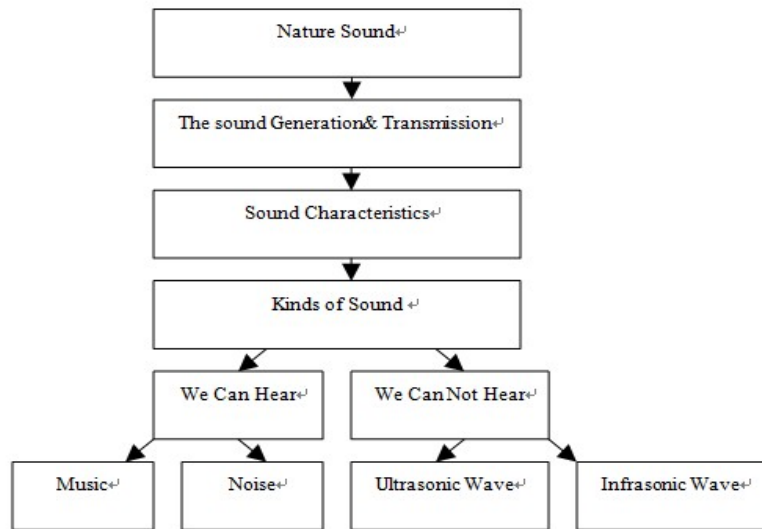 Nature Sound↵
The sound Generation& Transmission↵
Sound Characteristics↵
Kinds of Sound ↵
We Can Hear↵
We Can Not Hear↵
Music↵
Noise↵
Ultrasonic Wave↵
Infrasonic Wave↵